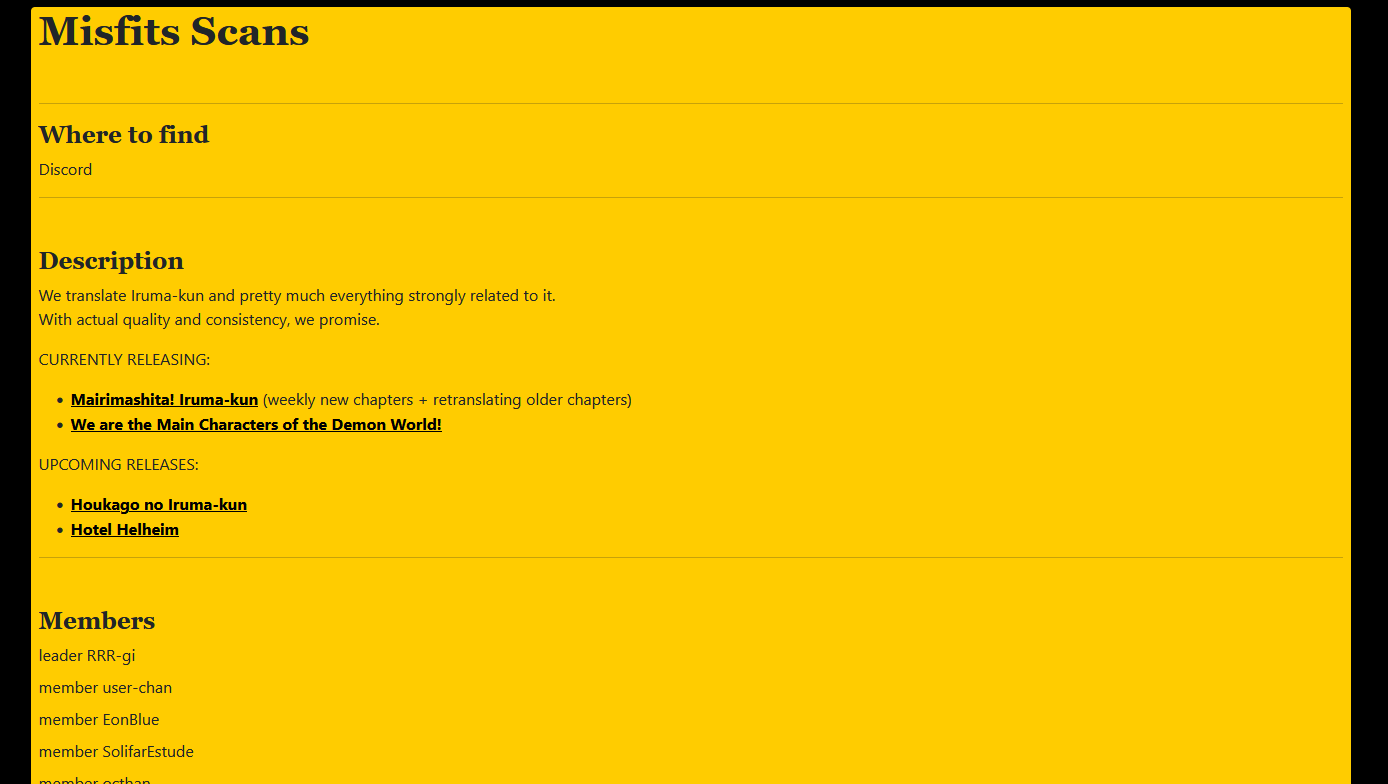 Misfits Scans
Where to find
Discord
Description
We translate Iruma-kun and pretty much everything strongly related to it.
With actual quality and consistency, we promise.
CURRENTLY RELEASING:
• Mairimashita! Iruma-kun (weekly new chapters + retranslating older chapters)
• We are the Main Characters of the Demon World!
UPCOMING RELEASES:
• Houkago no Iruma-kun
• Hotel Helheim
Members
leader RRR-gi
member user-chan
member EonBlue
member SolifarEstude
member octhan